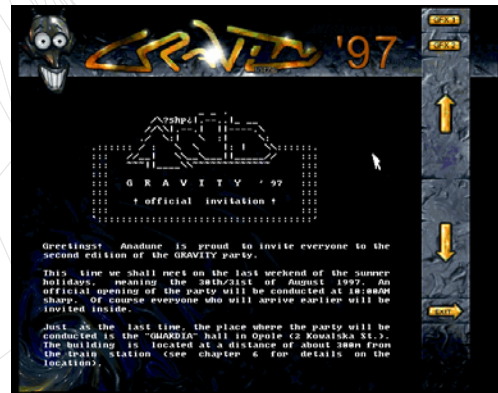 GRAVITY '97
GFX.1
GFX.2
G R A V I T Y ' 97
† official invitation †
Greetings! Anadune is proud to invite everyone to the
second edition of the GRAVITY party.
This time we shall meet on the last weekend of the summer
holidays, meaning the 30th/31st of August 1997. An
official opening of the party will be conducted at 10:00AM
sharp. Of course everyone who will arrive earlier will be
invited inside.
Just as the last time, the place where the party will be
conducted is the "GWARDIA" hall in Opole (2 Kowalska St.).
The building is located at a distance of about 300m from
the train station (see chapter 6 for details on the
location).
EXIT